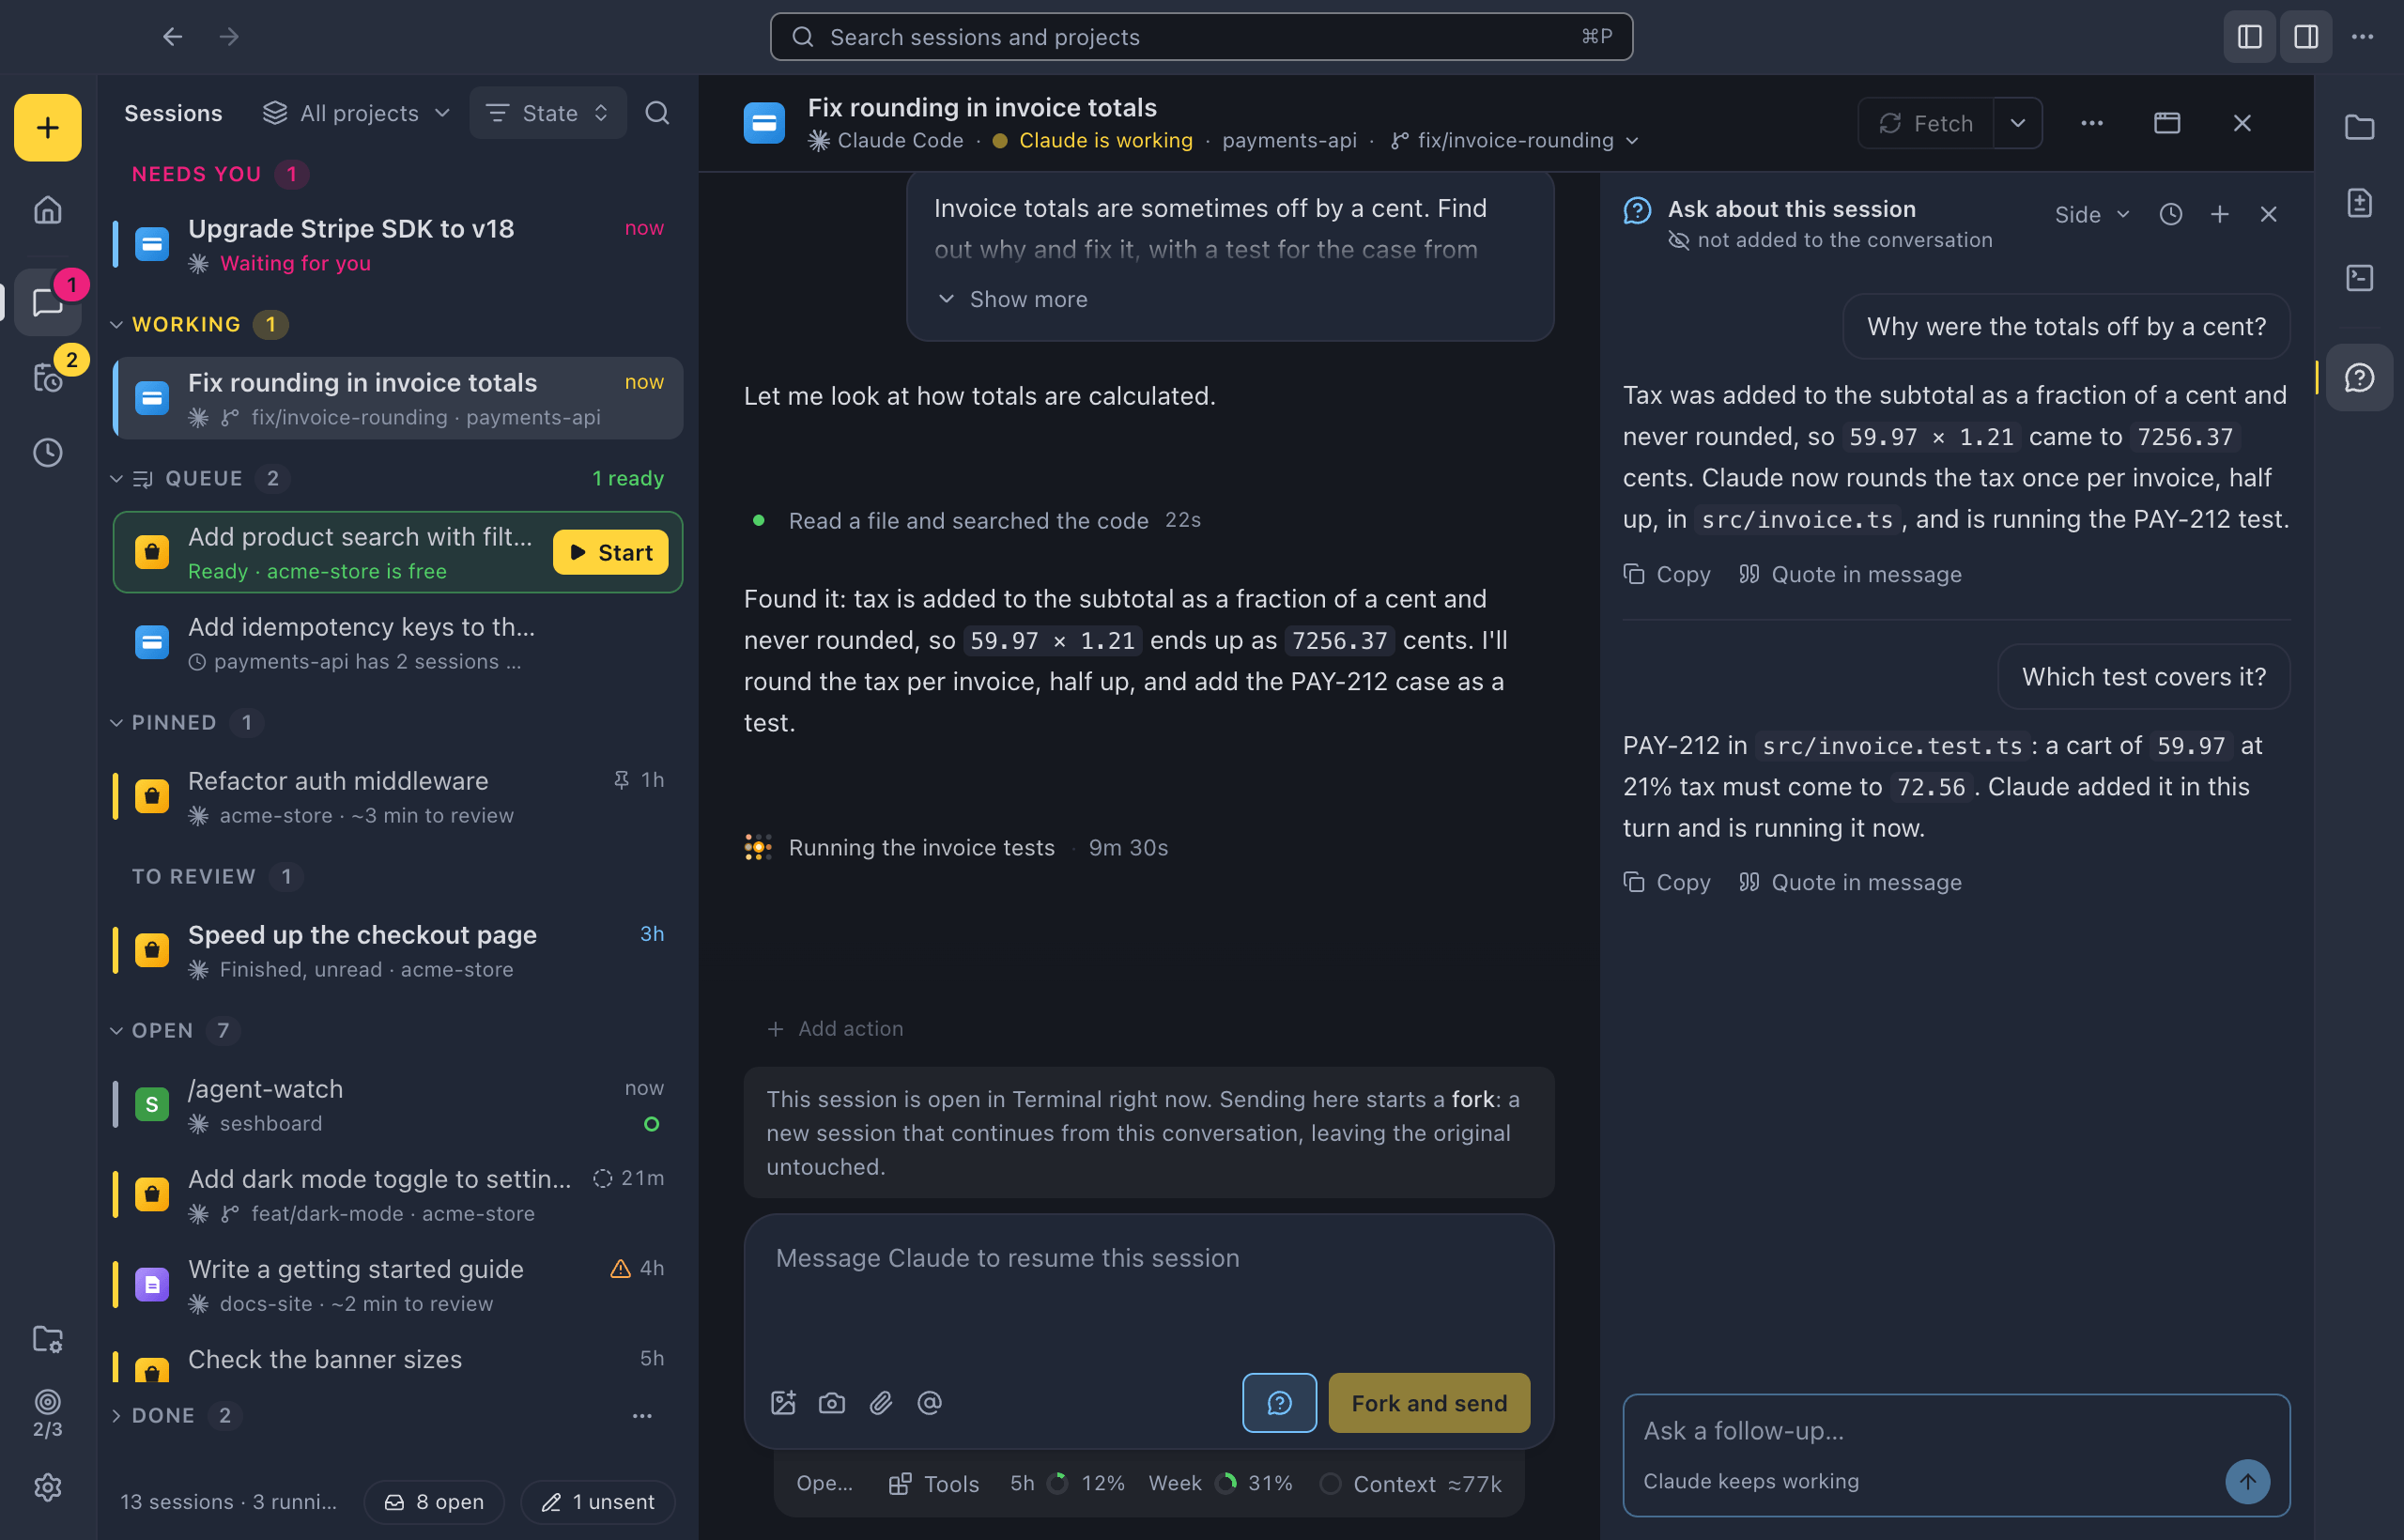 Search sessions and projects
⌘P
Sessions
All projects
State
NEEDS YOU 1
Upgrade Stripe SDK to v18
now
Waiting for you
1
WORKING 1
2
Fix rounding in invoice totals
now
fix/invoice-rounding · payments-api
QUEUE 2
1 ready
Add product search with filt...
Ready · acme-store is free
Start
Add idempotency keys to th...
payments-api has 2 sessions ...
PINNED 1
Refactor auth middleware
1h
acme-store · ~3 min to review
TO REVIEW 1
Speed up the checkout page
3h
Finished, unread · acme-store
OPEN 7
S
/agent-watch
now
seshboard
Add dark mode toggle to settin...
21m
feat/dark-mode · acme-store
Write a getting started guide
4h
docs-site · ~2 min to review
Check the banner sizes
5h
DONE 2
2/3
13 sessions · 3 runni...
8 open
1 unsent
Fix rounding in invoice totals
Claude Code · Claude is working · payments-api · fix/invoice-rounding
Fetch
Invoice totals are sometimes off by a cent. Find
out why and fix it, with a test for the case from
Show more
Let me look at how totals are calculated.
Read a file and searched the code 22s
Found it: tax is added to the subtotal as a fraction of a cent and
never rounded, so 59.97 × 1.21 ends up as 7256.37 cents. I'll
round the tax per invoice, half up, and add the PAY-212 case as a
test.
Running the invoice tests · 9m 30s
Add action
This session is open in Terminal right now. Sending here starts a fork: a
new session that continues from this conversation, leaving the original
untouched.
Message Claude to resume this session
Fork and send
Ope...
Tools
5h 12%
Week 31%
Context ≈77k
Ask about this session
not added to the conversation
Side
Why were the totals off by a cent?
Tax was added to the subtotal as a fraction of a cent and
never rounded, so 59.97 × 1.21 came to 7256.37
cents. Claude now rounds the tax once per invoice, half
up, in src/invoice.ts, and is running the PAY-212 test.
Copy
Quote in message
Which test covers it?
PAY-212 in src/invoice.test.ts: a cart of 59.97 at
21% tax must come to 72.56. Claude added it in this
turn and is running it now.
Copy
Quote in message
Ask a follow-up...
Claude keeps working